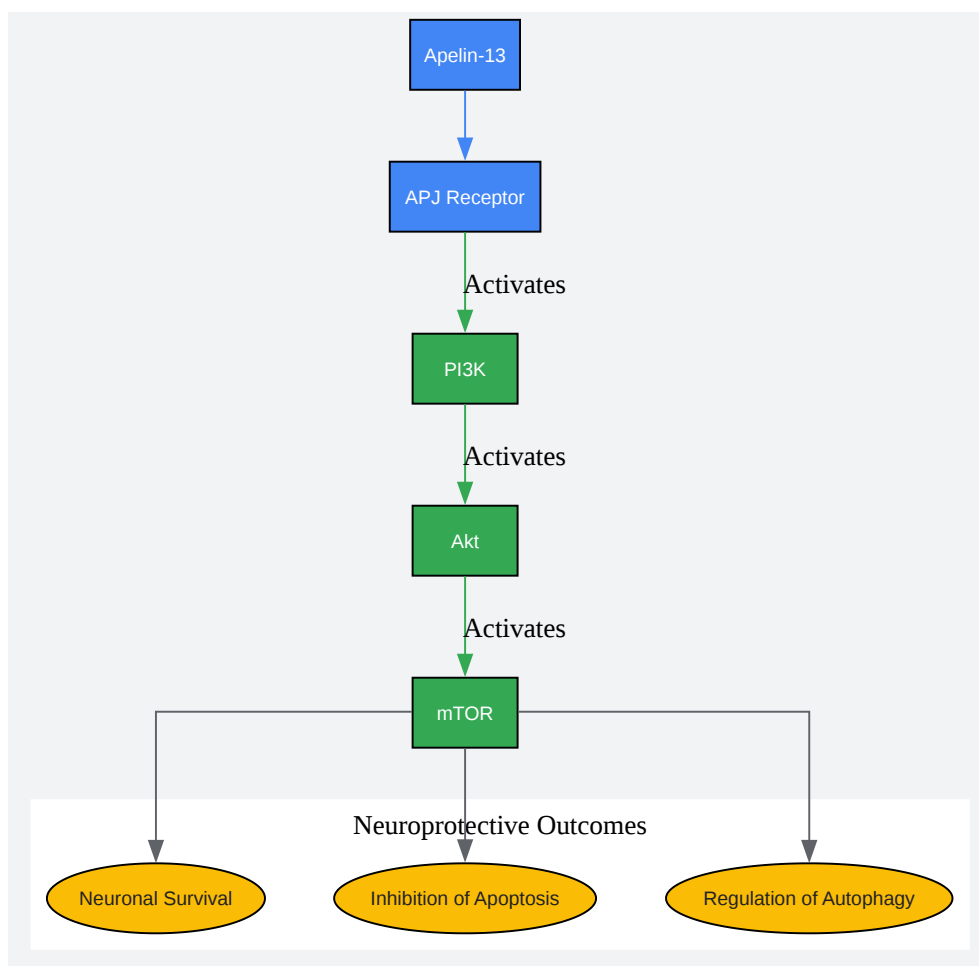 Apelin-13
APJ Receptor
Activates
PI3K
Activates
Akt
Activates
mTOR
Neuroprotective Outcomes
Neuronal Survival
Inhibition of Apoptosis
Regulation of Autophagy